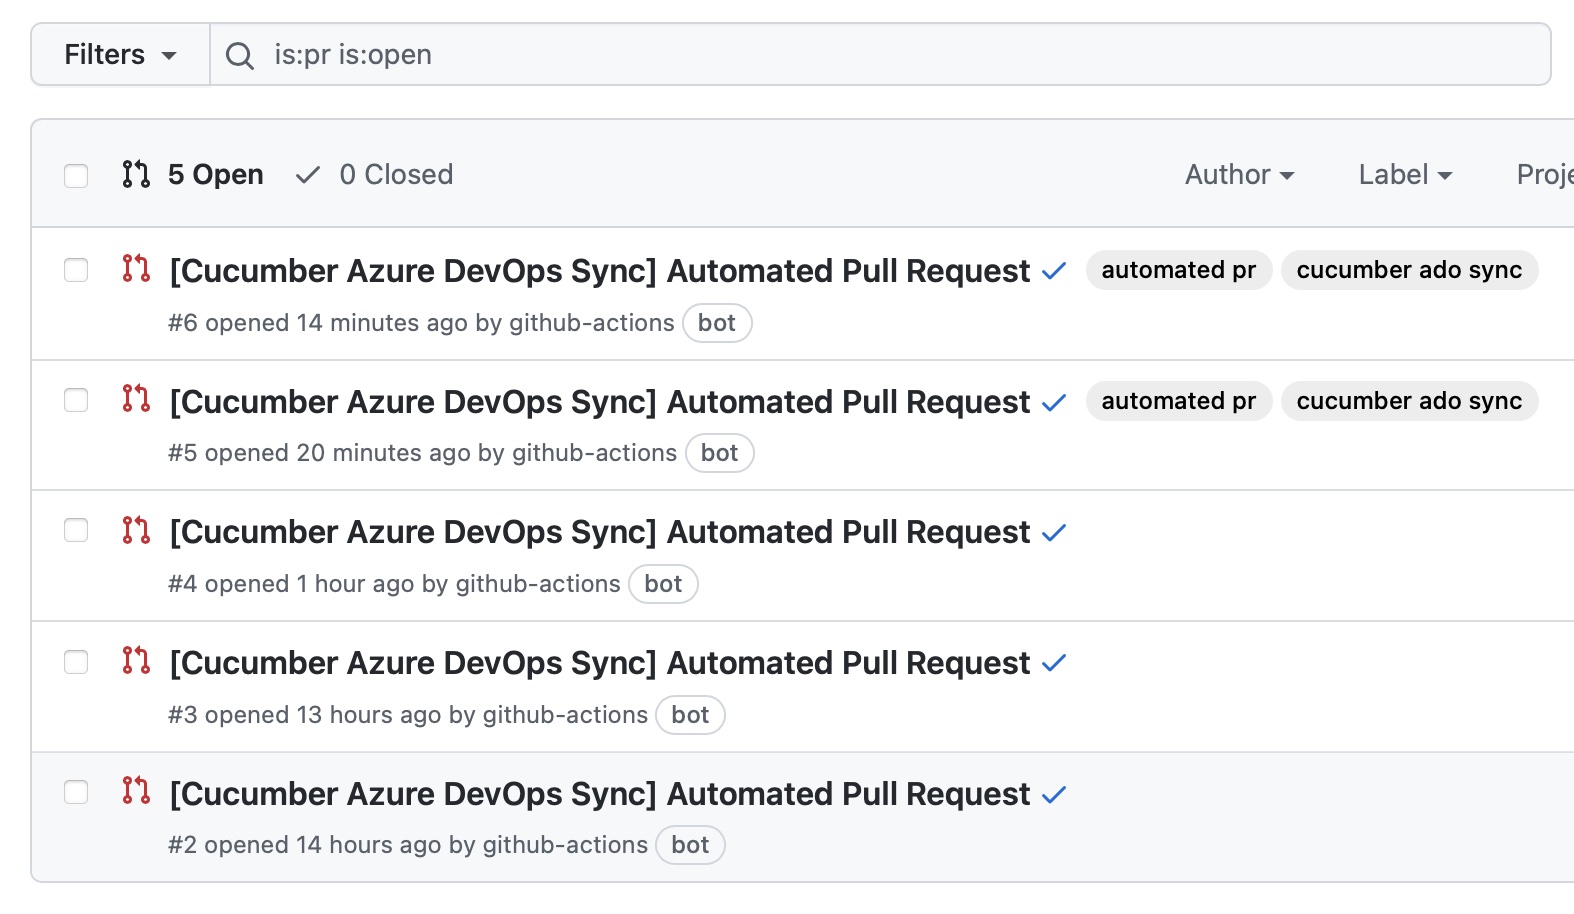 Filters is:pr is:open
5 Open 0 Closed Author Label Proje
[Cucumber Azure DevOps Sync] Automated Pull Request automated pr cucumber ado sync
#6 opened 14 minutes ago by github-actions bot
[Cucumber Azure DevOps Sync] Automated Pull Request automated pr cucumber ado sync
#5 opened 20 minutes ago by github-actions bot
[Cucumber Azure DevOps Sync] Automated Pull Request
#4 opened 1 hour ago by github-actions bot
[Cucumber Azure DevOps Sync] Automated Pull Request
#3 opened 13 hours ago by github-actions bot
[Cucumber Azure DevOps Sync] Automated Pull Request
#2 opened 14 hours ago by github-actions bot